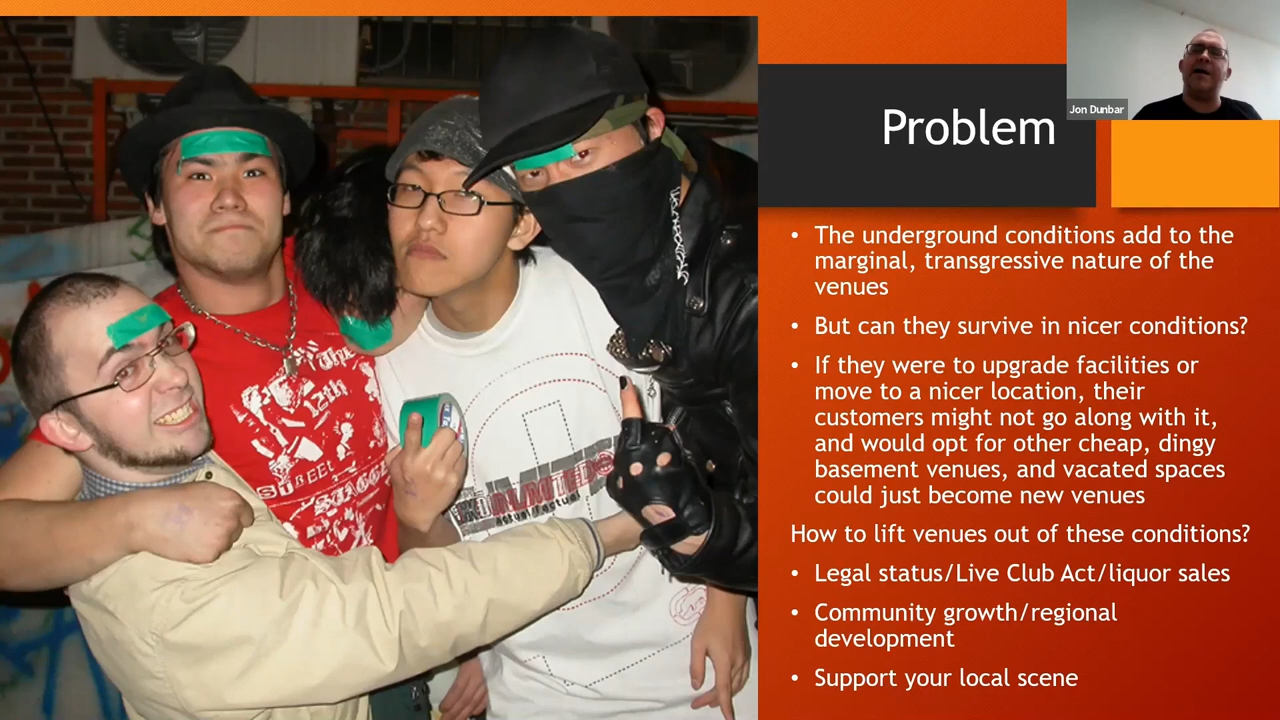 Jon Dunbar
Problem
• The underground conditions add to the
marginal, transgressive nature of the
venues
• But can they survive in nicer conditions?
• If they were to upgrade facilities or
move to a nicer location, their
customers might not go along with it,
and would opt for other cheap, dingy
basement venues, and vacated spaces
could just become new venues
How to lift venues out of these conditions?
• Legal status/Live Club Act/liquor sales
• Community growth/regional
development
• Support your local scene
The
12th
STREET
SWAGGER